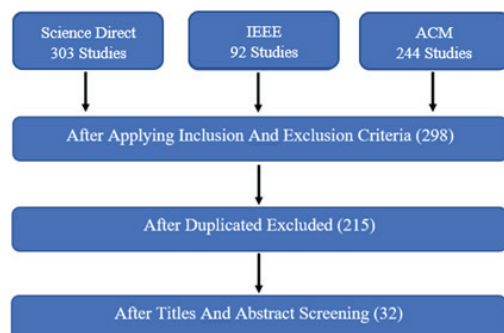 Science Direct
303 Studies
IEEE
92 Studies
ACM
244 Studies
After Applying Inclusion And Exclusion Criteria (298)
After Duplicated Excluded (215)
After Titles And Abstract Screening (32)